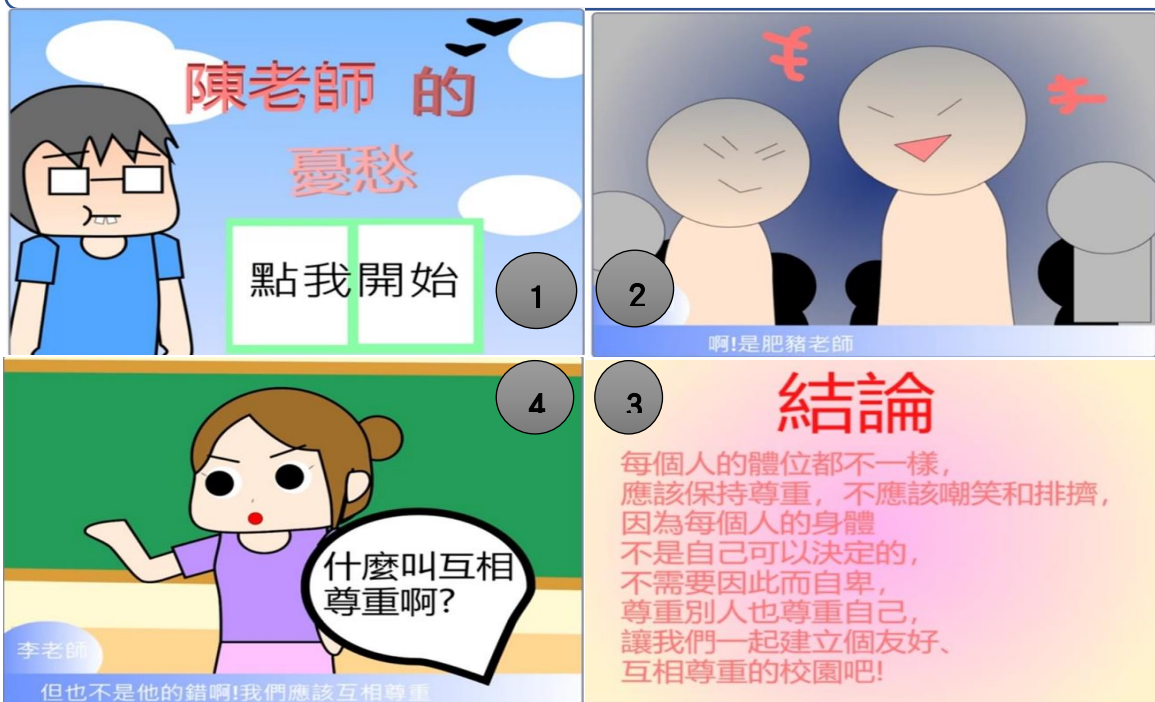 陳老師 的
憂愁
點我開始
1
2
啊!是肥豬老師
4
什麼叫互相
尊重啊?
李老師
但也不是他的錯啊!我們應該互相尊重
3
結論
每個人的體位都不一樣，
應該保持尊重，不應該嘲笑和排擠，
因為每個人的身體
不是自己可以決定的，
不需要因此而自卑，
尊重別人也尊重自己，
讓我們一起建立個友好、
互相尊重的校園吧!